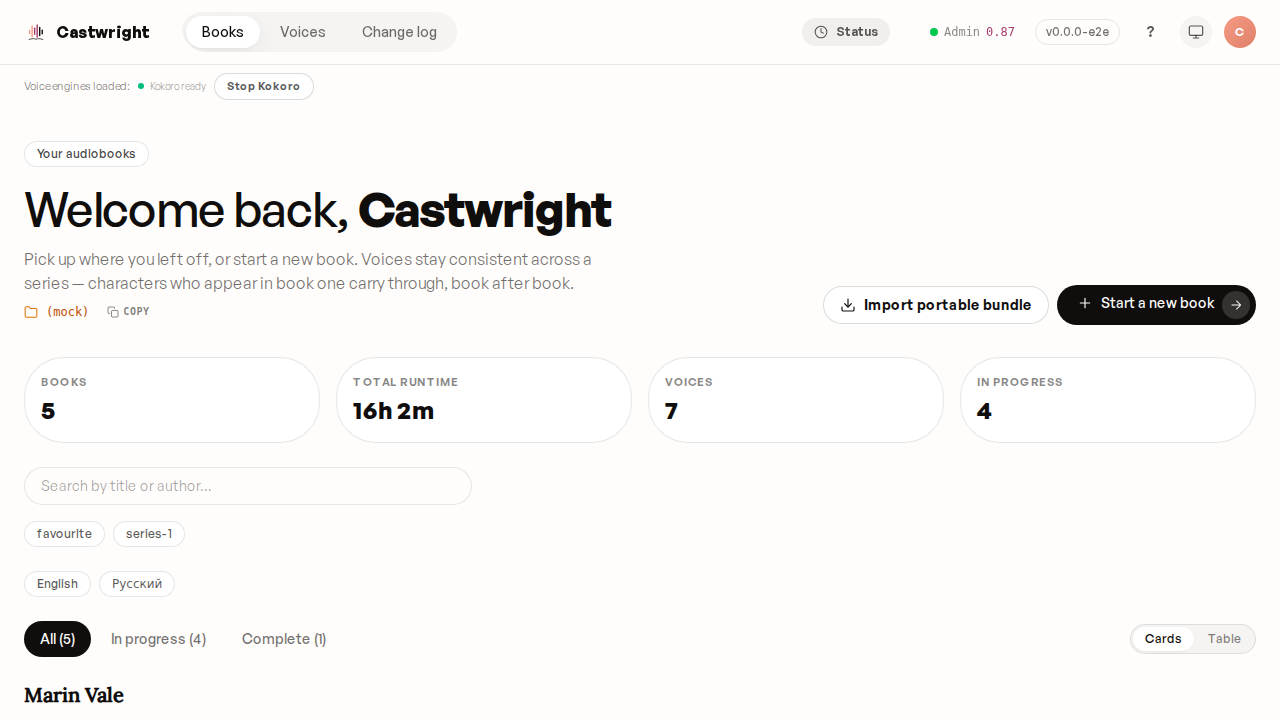 Castwright
Books
Voices
Change log
Status
Admin 0.87
v0.0.0-e2e
?
C
Voice engines loaded:
Kokoro ready
Stop Kokoro
Your audiobooks
Welcome back, Castwright
Pick up where you left off, or start a new book. Voices stay consistent across a
series — characters who appear in book one carry through, book after book.
(mock)
COPY
Import portable bundle
Start a new book
BOOKS
5
TOTAL RUNTIME
16h 2m
VOICES
7
IN PROGRESS
4
Search by title or author...
favourite
series-1
English
Русский
All (5)
In progress (4)
Complete (1)
Cards
Table
Marin Vale